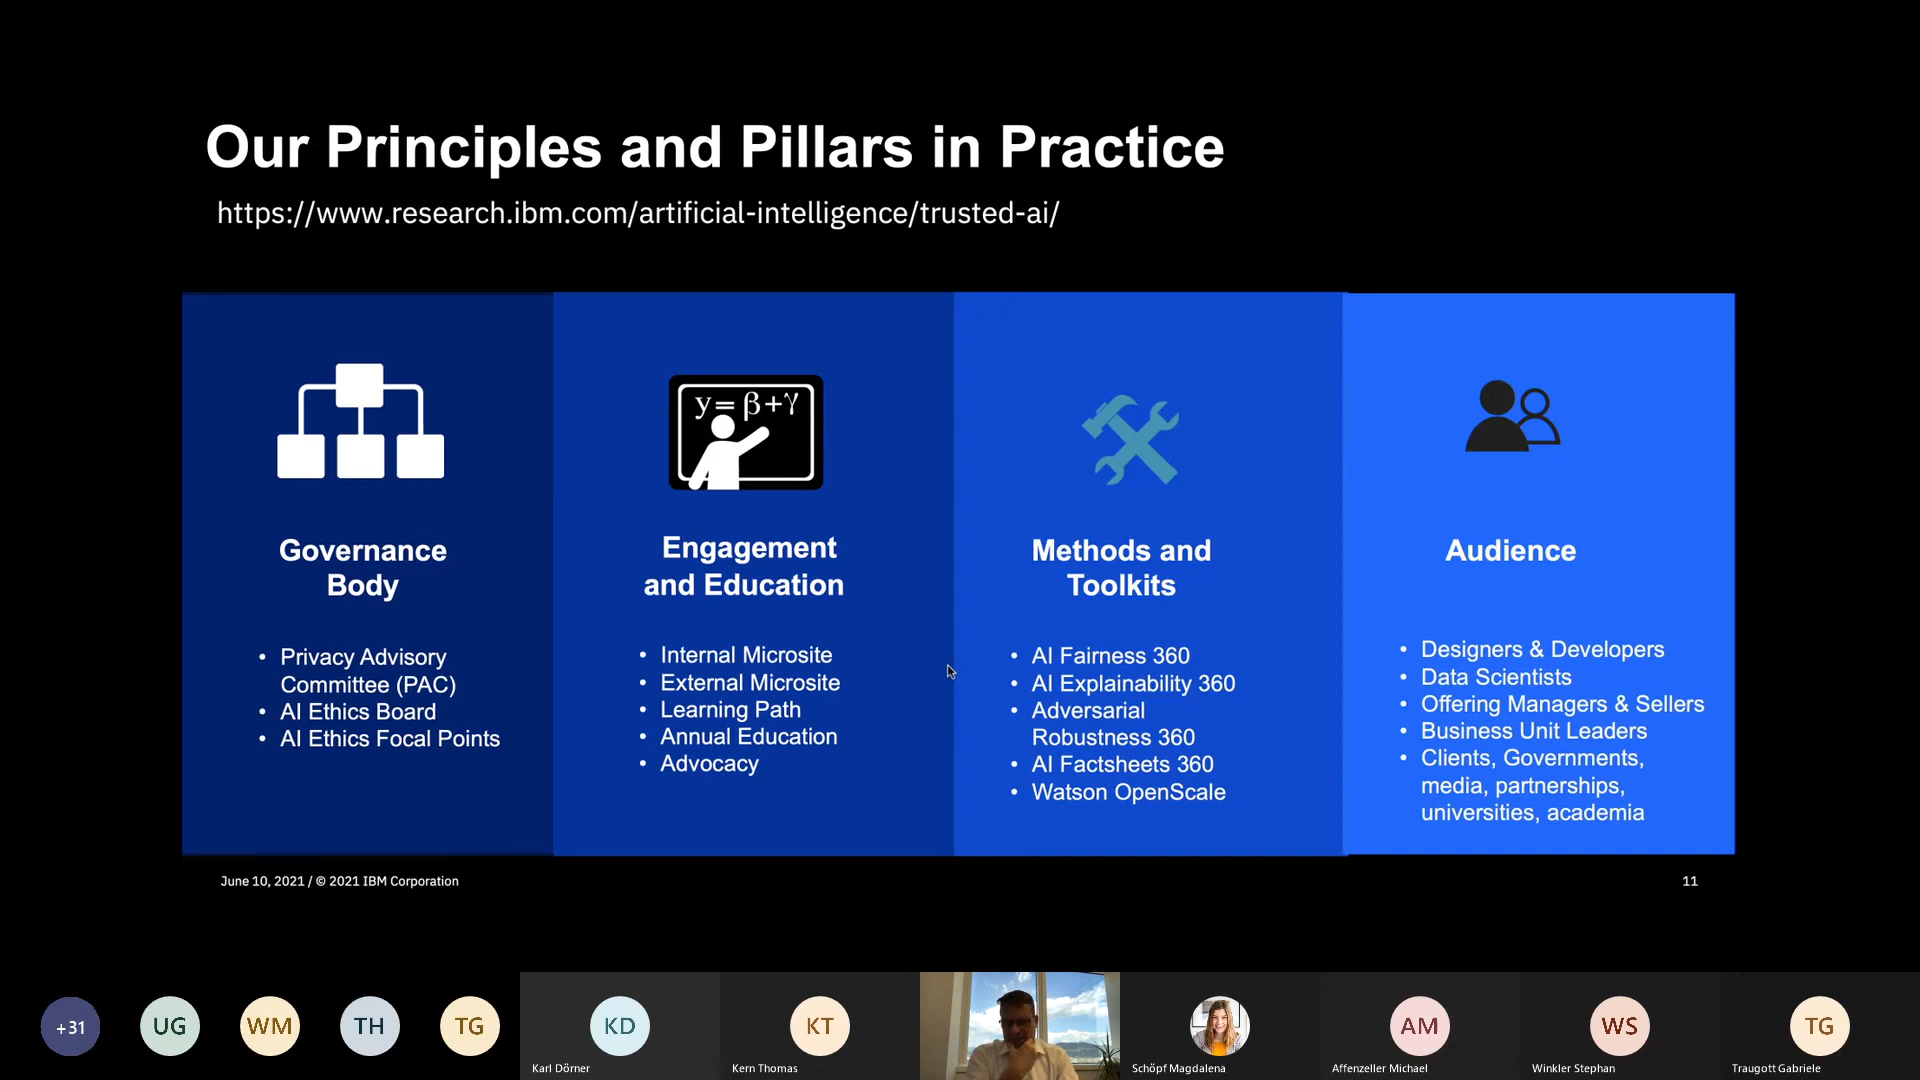 Our Principles and Pillars in Practice
https://www.research.ibm.com/artificial-intelligence/trusted-ai/
y= β+γ
Governance
Body
• Privacy Advisory
Committee (PAC)
• AI Ethics Board
• AI Ethics Focal Points
Engagement
and Education
• Internal Microsite
• External Microsite
• Learning Path
• Annual Education
• Advocacy
Methods and
Toolkits
• AI Fairness 360
• AI Explainability 360
• Adversarial
Robustness 360
• AI Factsheets 360
• Watson OpenScale
Audience
• Designers & Developers
• Data Scientists
• Offering Managers & Sellers
• Business Unit Leaders
• Clients, Governments,
media, partnerships,
universities, academia
June 10, 2021 / © 2021 IBM Corporation
11
+31
UG
WM
TH
TG
KD
Karl Dörner
KT
Kern Thomas
Schöpf Magdalena
AM
Affenzeller Michael
WS
Winkler Stephan
TG
Traugott Gabriele